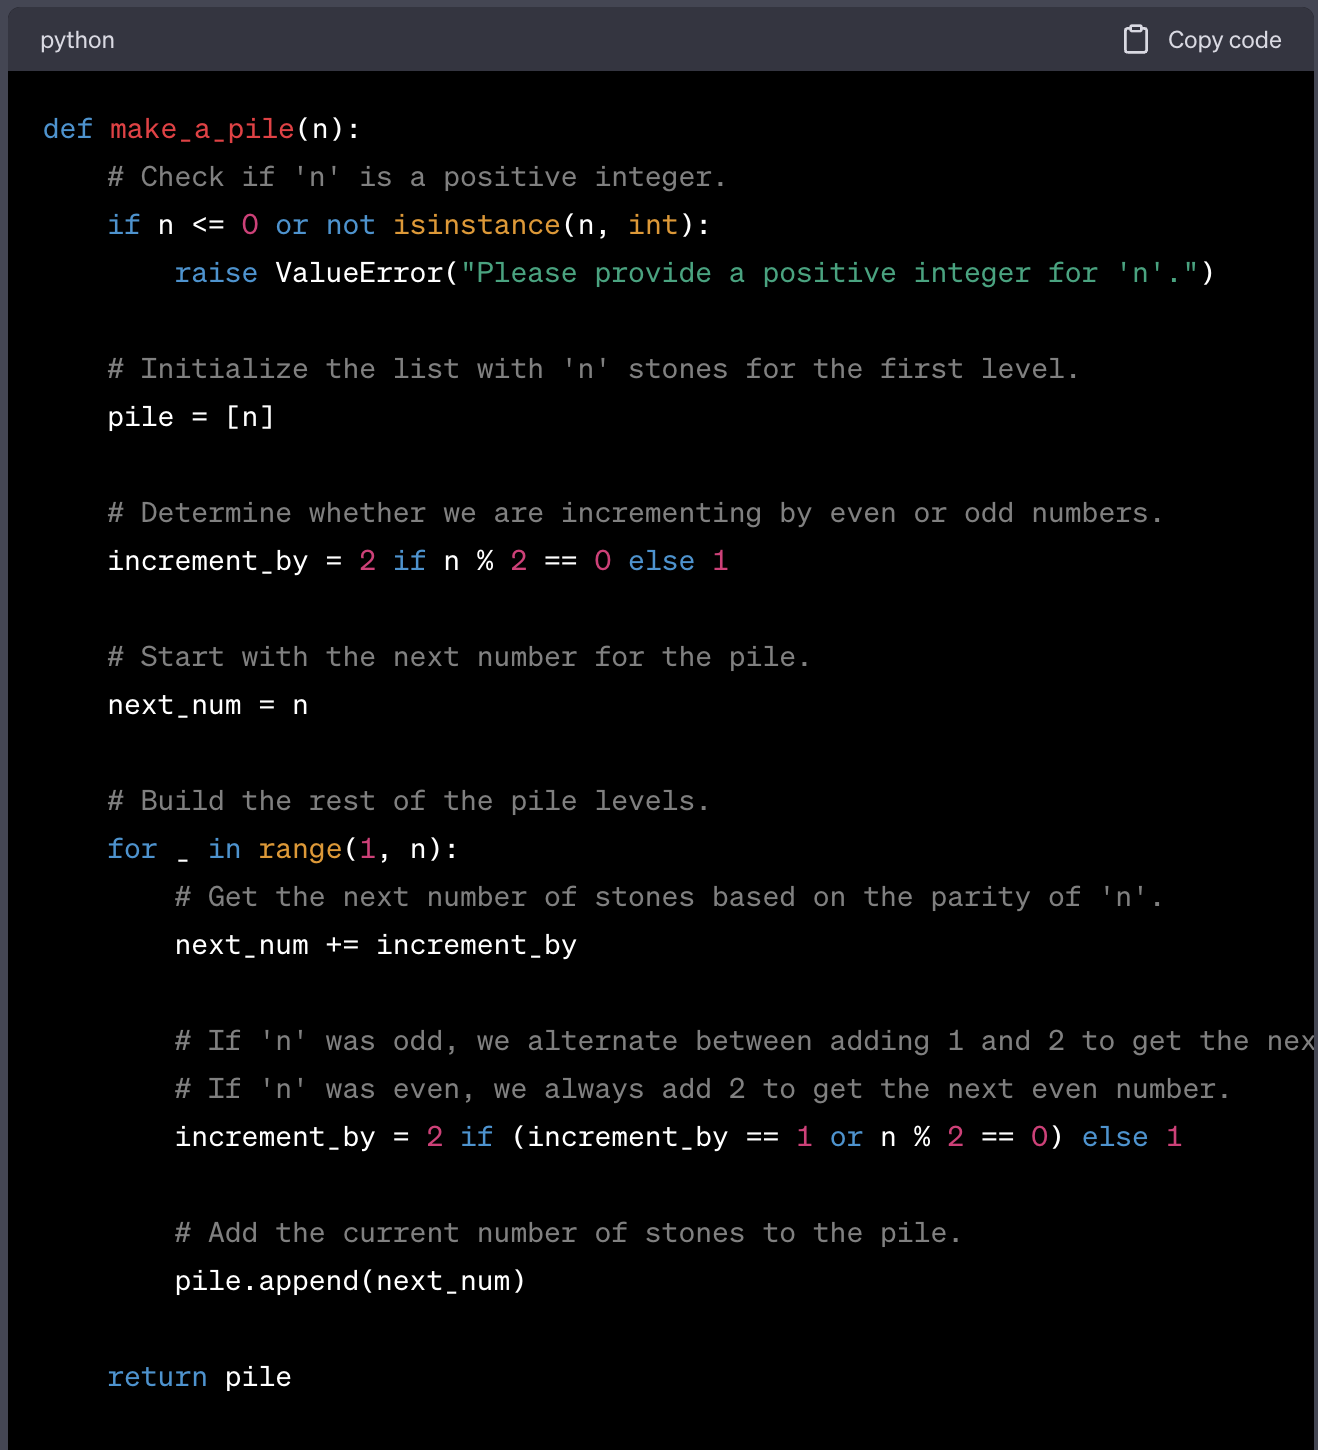 python
Copy code
def make_a_pile(n):
    # Check if 'n' is a positive integer.
    if n <= 0 or not isinstance(n, int):
        raise ValueError("Please provide a positive integer for 'n'.")
    # Initialize the list with 'n' stones for the first level.
    pile = [n]
    # Determine whether we are incrementing by even or odd numbers.
    increment_by = 2 if n % 2 == 0 else 1
    # Start with the next number for the pile.
    next_num = n
    # Build the rest of the pile levels.
    for _ in range(1, n):
        # Get the next number of stones based on the parity of 'n'.
        next_num += increment_by
        # If 'n' was odd, we alternate between adding 1 and 2 to get the nex
        # If 'n' was even, we always add 2 to get the next even number.
        increment_by = 2 if (increment_by == 1 or n % 2 == 0) else 1
        # Add the current number of stones to the pile.
        pile.append(next_num)
    return pile